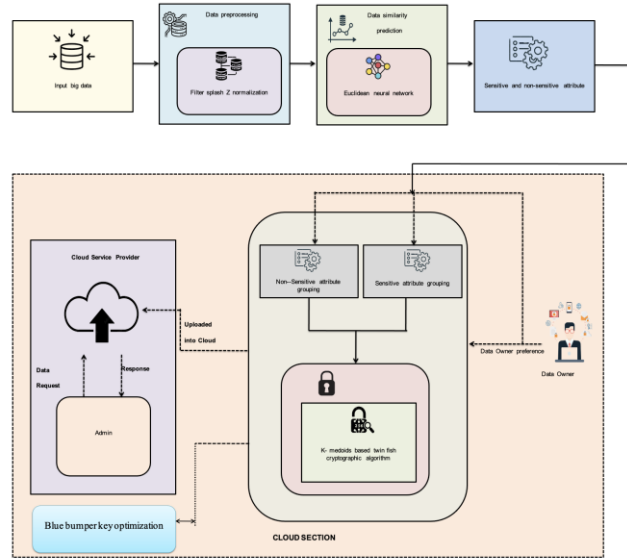 Data preprocessing
Data similarity
prediction
Input big data
Filter splash Z normalization
Euclidean neural network
Sensitive and non-sensitive attribute
Cloud Service Provider
Non–Sensitive attribute
grouping
Sensitive attribute grouping
Uploaded
into Cloud
Data Owner preference
Data Owner
Data
Request
Response
Admin
K- medoids based twin fish
cryptographic algorithm
Blue bumper key optimization
CLOUD SECTION